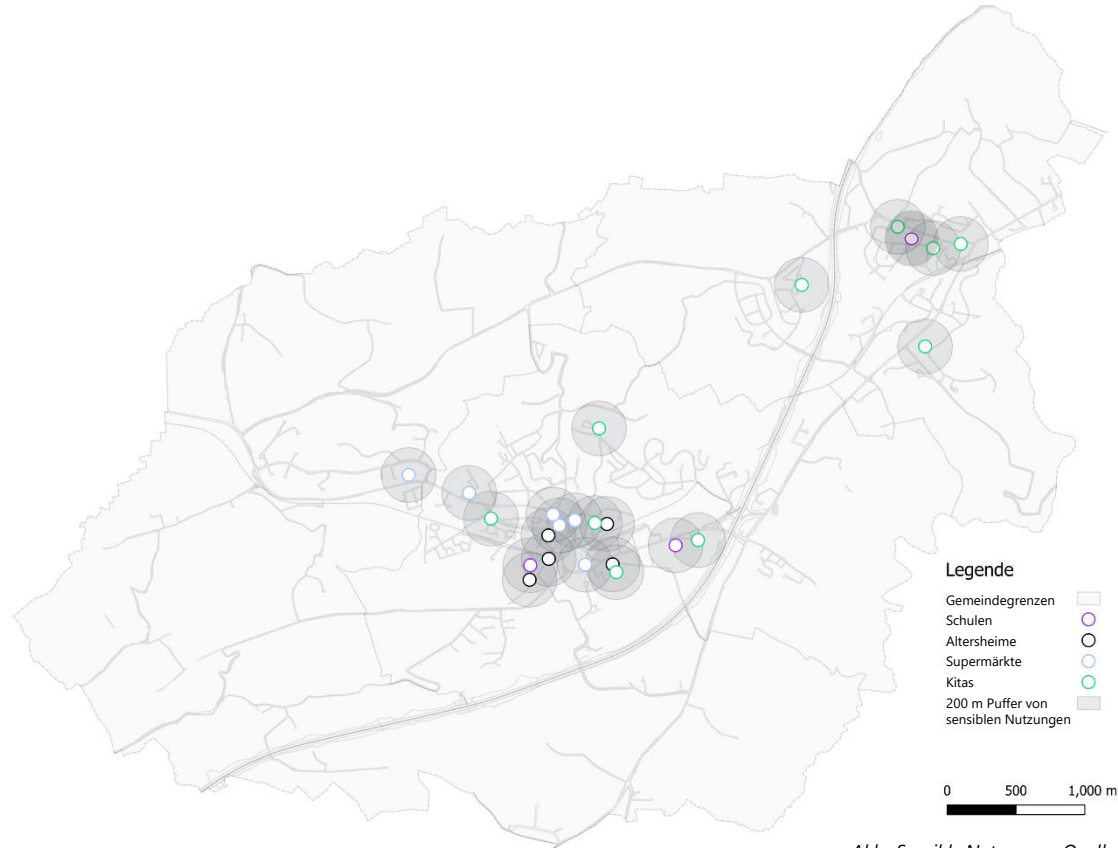 Legende
Gemeindegrenzen
Schulen
Altersheime
Supermärkte
Kitas
200 m Puffer von
sensiblen Nutzungen
0 500 1,000 m